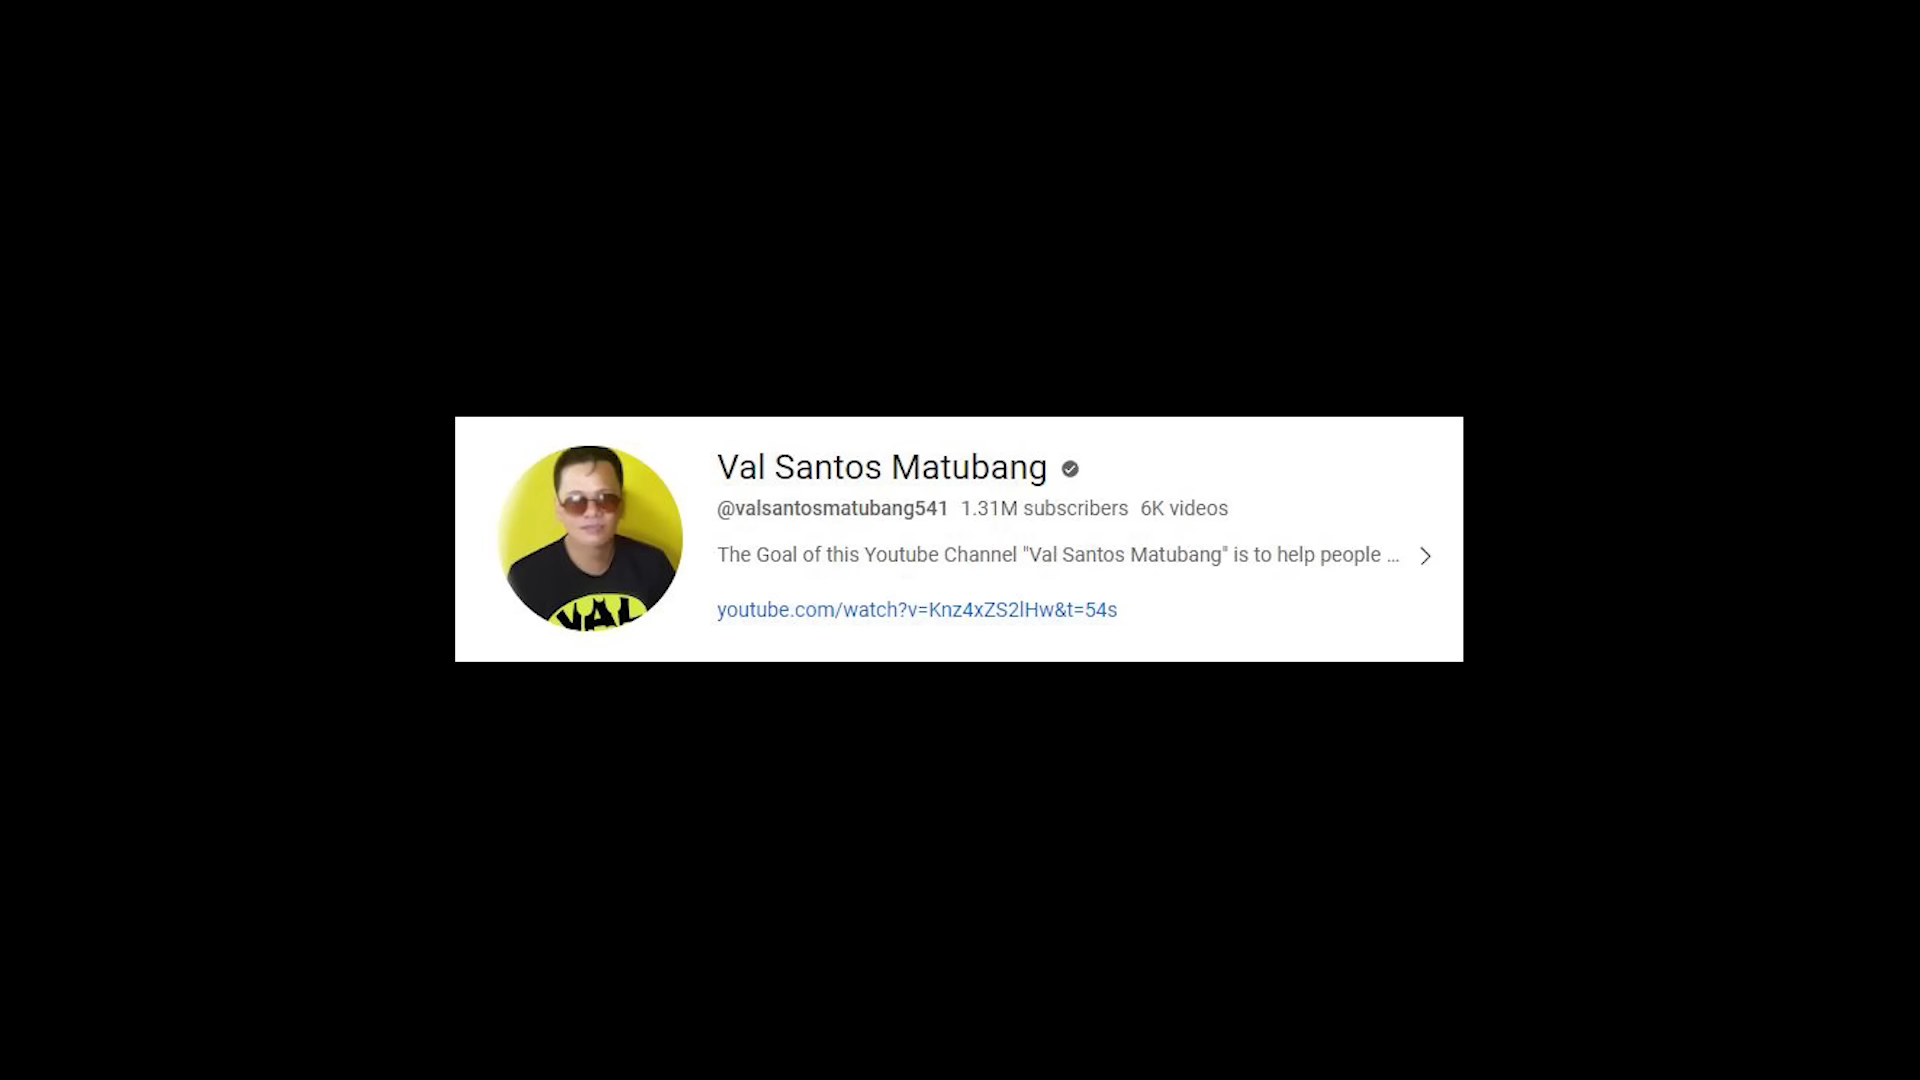 Val Santos Matubang
@valsantosmatubang541 1.31M subscribers 6K videos
The Goal of this Youtube Channel "Val Santos Matubang" is to help people ...
youtube.com/watch?v=Knz4xZS2lHw&t=54s
VAL